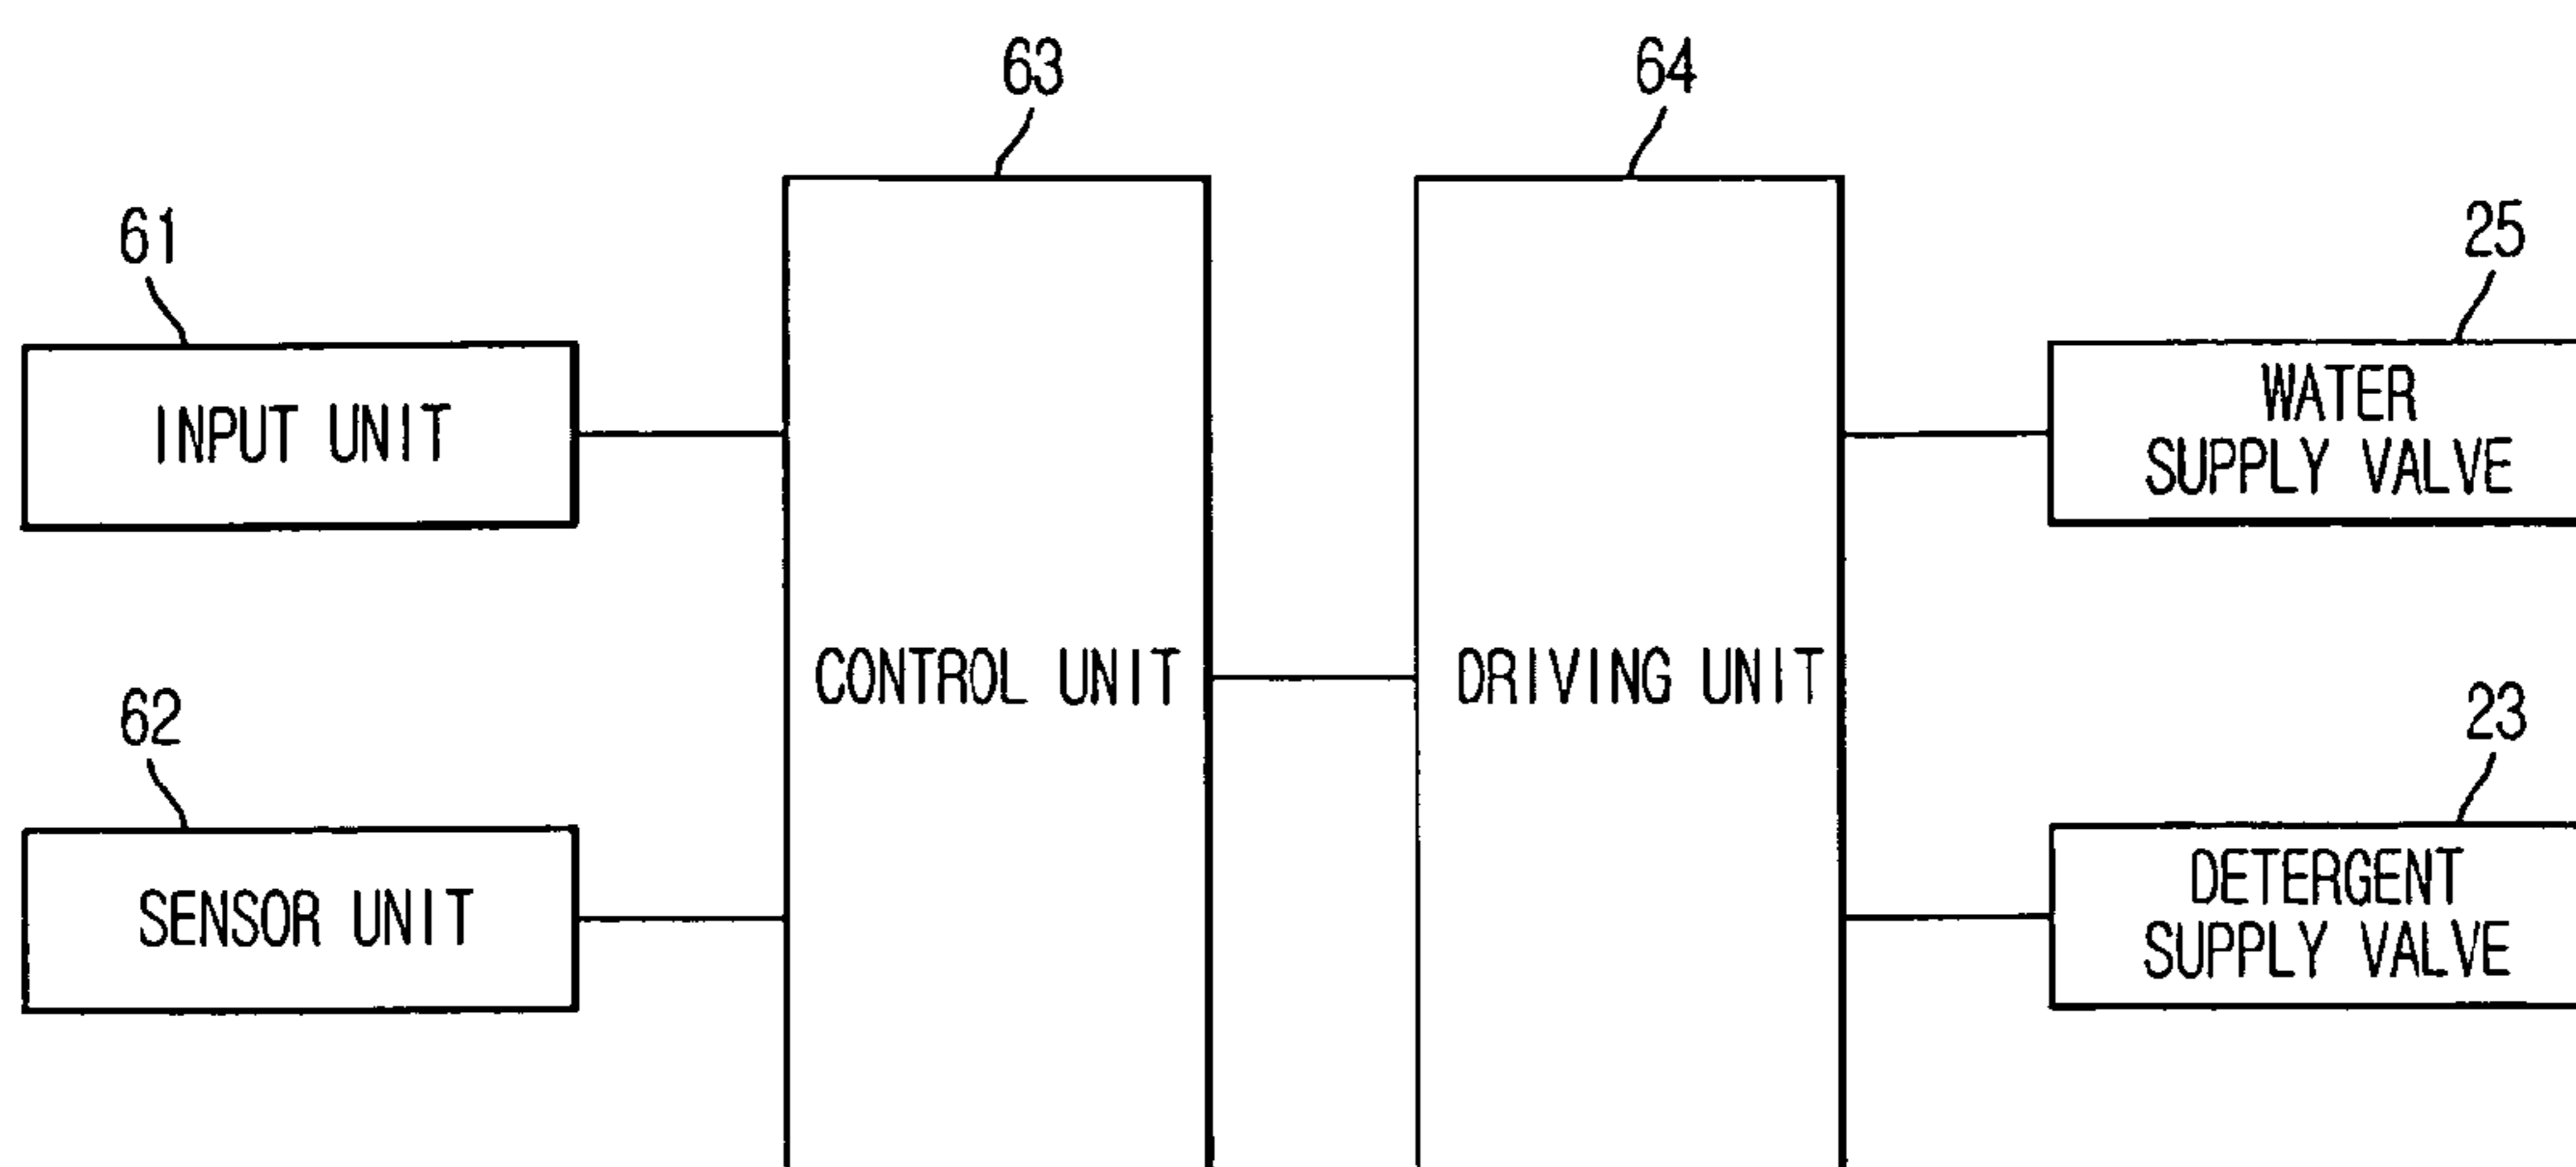 63
64
61
25
INPUT UNIT
WATER
SUPPLY VALVE
CONTROL UNIT
DRIVING UNIT
62
23
SENSOR UNIT
DETERGENT
SUPPLY VALVE